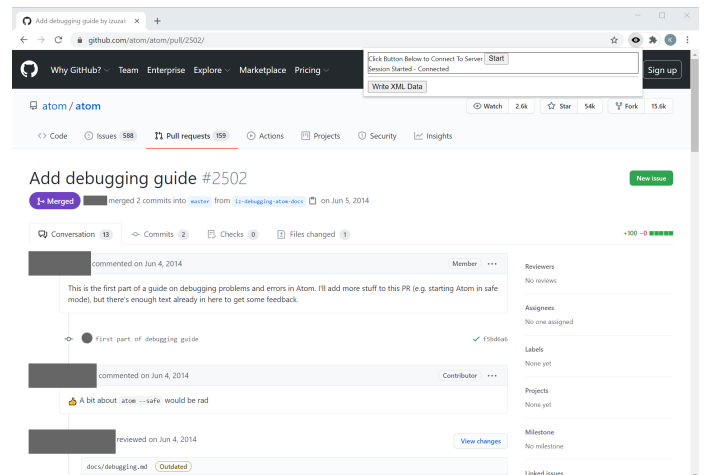 Add debugging guide by izuzak
github.com/atom/atom/pull/2502/
K
Click Button Below to Connect To Server Start
Session Started - Connected
Write XML Data
Why GitHub? Team Enterprise Explore Marketplace Pricing
Sign up
atom / atom
Watch 2.6k Star 54k Fork 15.6k
Code Issues 588 Pull requests 159 Actions Projects Security Insights
Add debugging guide #2502
New issue
Merged merged 2 commits into master from iz-debugging-atom-docs on Jun 5, 2014
Conversation 13 Commits 2 Checks 0 Files changed 1
+100 −0
commented on Jun 4, 2014 Member ···
This is the first part of a guide on debugging problems and errors in Atom. I'll add more stuff to this PR (e.g. starting Atom in safe
mode), but there's enough text already in here to get some feedback.
first part of debugging guide f5bd6a6
commented on Jun 4, 2014 Contributor ···
A bit about atom --safe would be rad
reviewed on Jun 4, 2014 View changes
docs/debugging.md Outdated
Reviewers
No reviews
Assignees
No one assigned
Labels
None yet
Projects
None yet
Milestone
No milestone
Linked issues